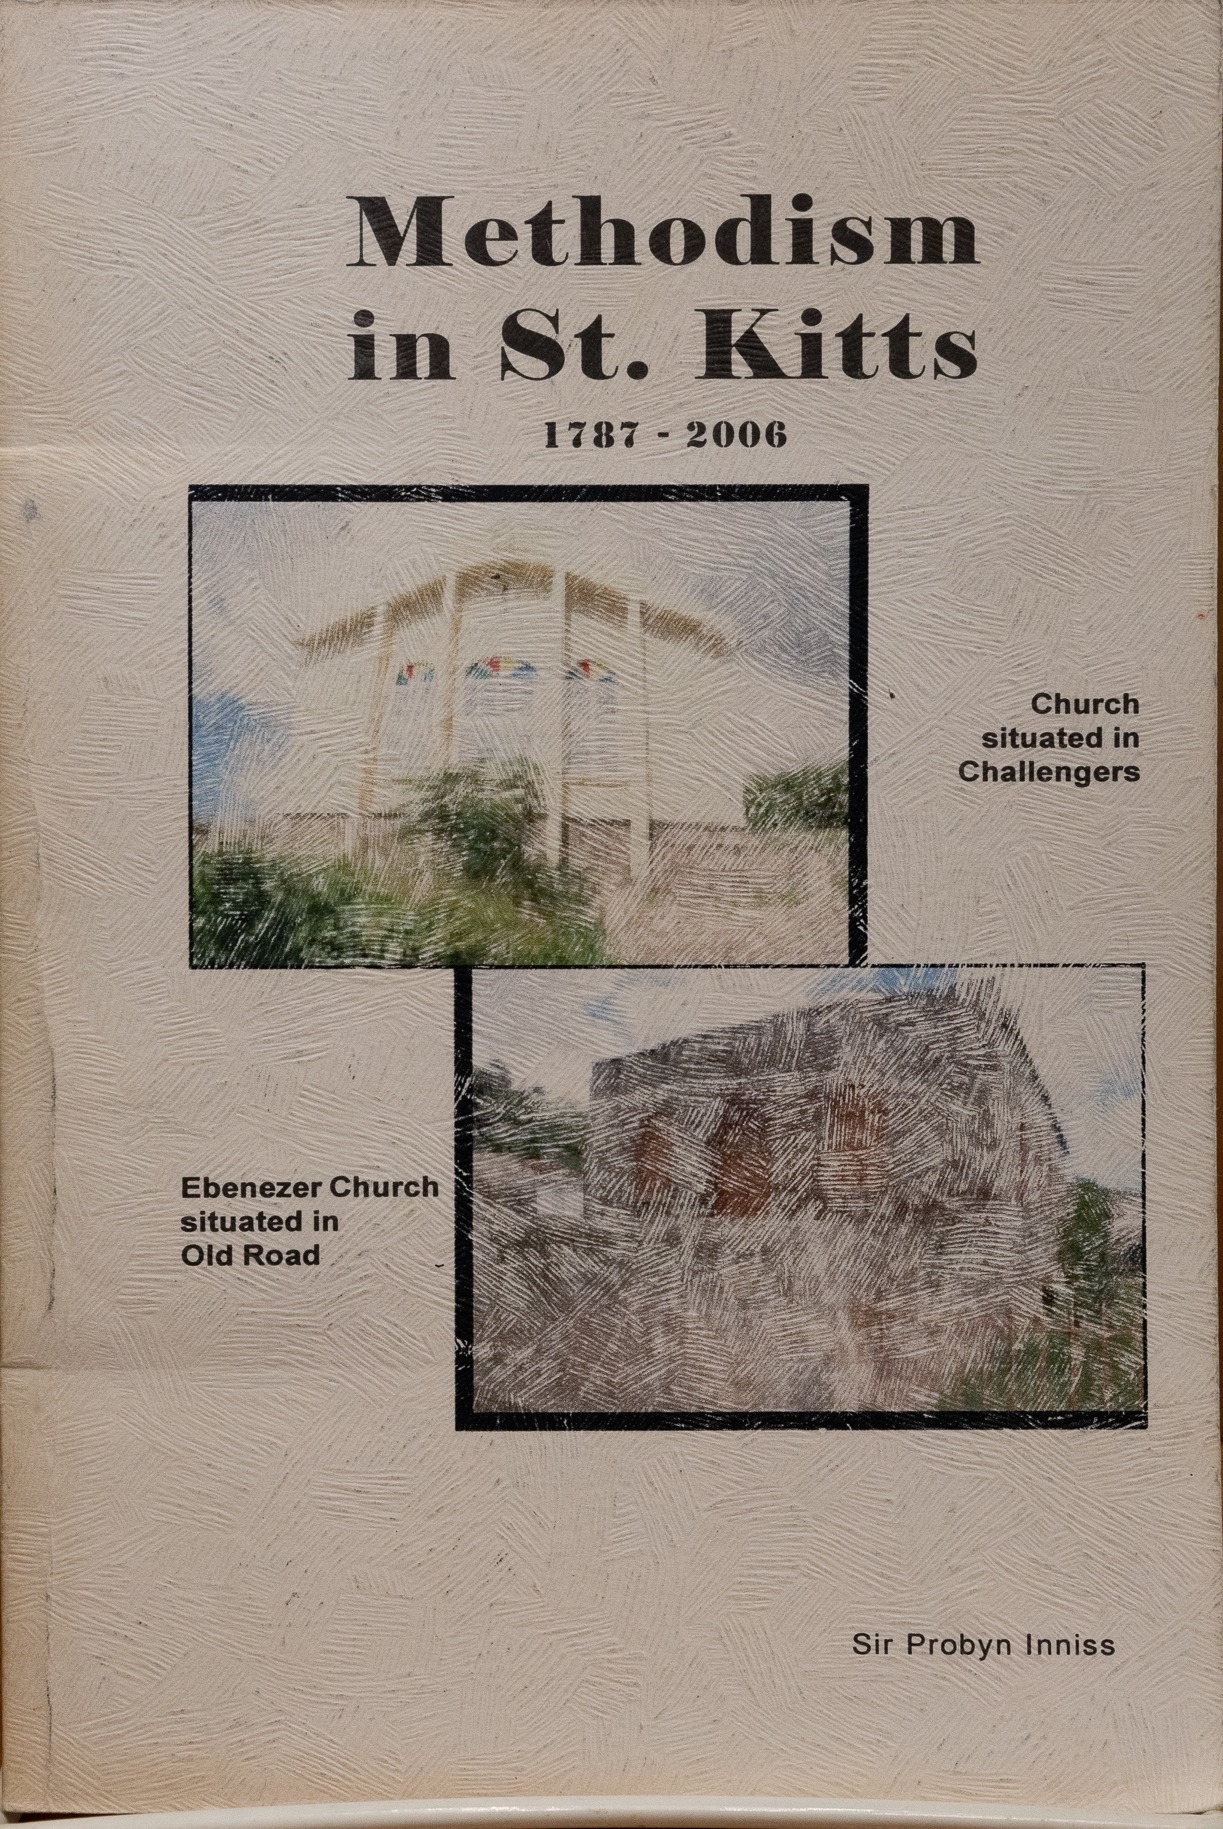 Methodism
in St. Kitts
1787 - 2006
Church
situated in
Challengers
Ebenezer Church
situated in
Old Road
Sir Probyn Inniss